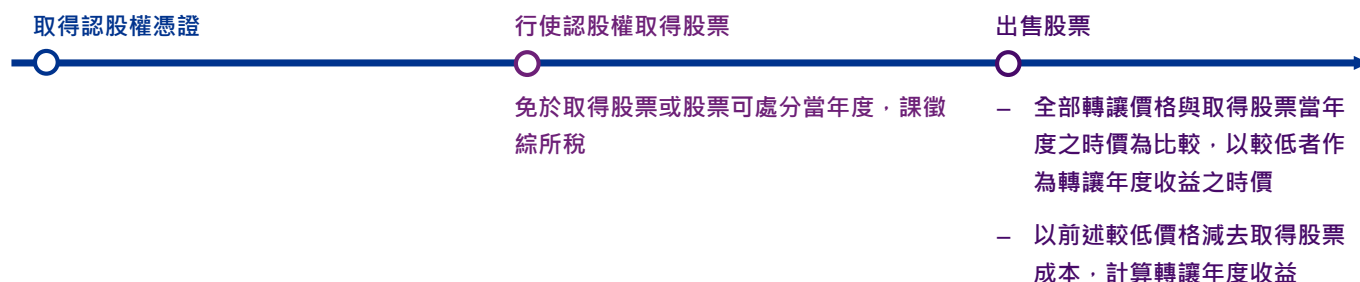 取得認股權憑證
行使認股權取得股票
出售股票
免於取得股票或股票可處分當年度，課徵
綜所稅
– 全部轉讓價格與取得股票當年
度之時價為比較，以較低者作
為轉讓年度收益之時價
– 以前述較低價格減去取得股票
成本，計算轉讓年度收益